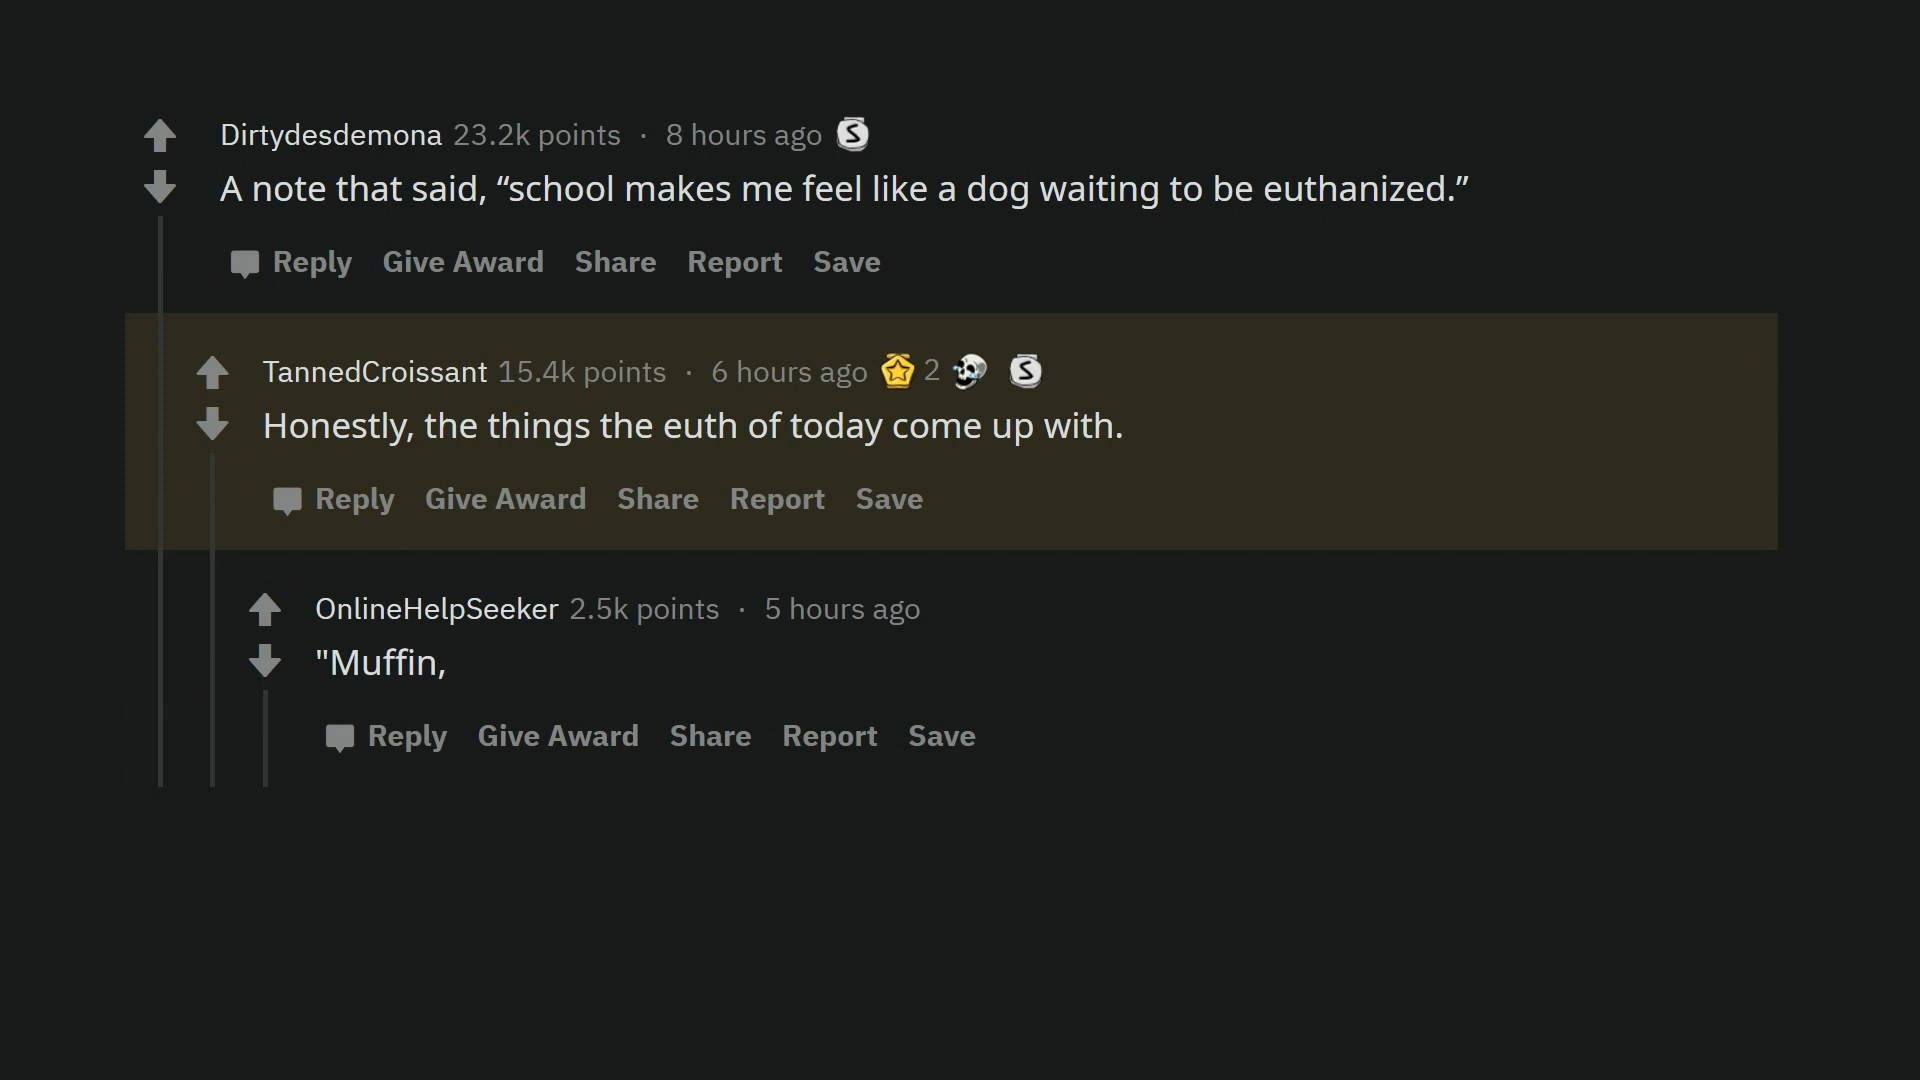 Dirtydesdemona 23.2k points · 8 hours ago S
A note that said, “school makes me feel like a dog waiting to be euthanized.”
Reply Give Award Share Report Save
TannedCroissant 15.4k points · 6 hours ago 2 S
Honestly, the things the euth of today come up with.
Reply Give Award Share Report Save
OnlineHelpSeeker 2.5k points · 5 hours ago
"Muffin,
Reply Give Award Share Report Save